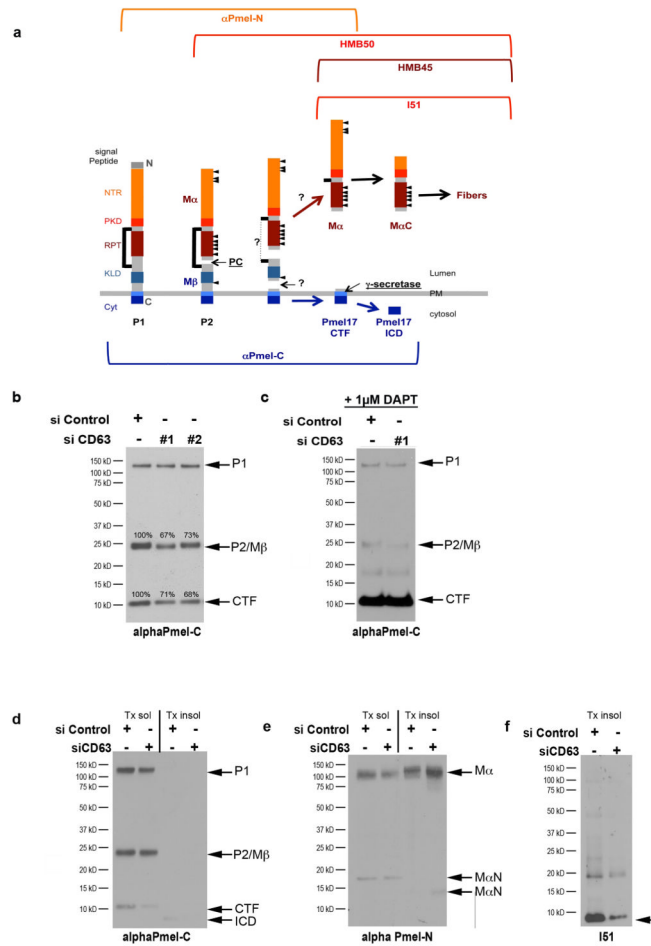 a
αPmel-N
HMB50
HMB45
I51
signal
Peptide
N
NTR
PKD
RPT
KLD
Cyt
Mα
PC
Mβ
C
P1
P2
?
?
?
Mα
MαC
Fibers
γ-secretase
Lumen
PM
cytosol
Pmel17
CTF
Pmel17
ICD
αPmel-C
b
si Control + - -
si CD63 - #1 #2
150 kD
100 kD
75 kD
50 kD
37 kD
25 kD
20 kD
15 kD
10 kD
100% 67% 73%
100% 71% 68%
P1
P2/Mβ
CTF
alphaPmel-C
c
+ 1μM DAPT
si Control + -
si CD63 - #1
150 kD
100 kD
75 kD
50 kD
37 kD
25 kD
20 kD
15 kD
10 kD
P1
P2/Mβ
CTF
alphaPmel-C
d
Tx sol Tx insol
si Control + - + -
siCD63 - + - +
150 kD
100 kD
75 kD
50 kD
37 kD
25 kD
20 kD
15 kD
10 kD
P1
P2/Mβ
CTF
ICD
alphaPmel-C
e
Tx sol Tx insol
si Control + - + -
siCD63 - + - +
150 kD
100 kD
75 kD
50 kD
37 kD
25 kD
20 kD
15 kD
10 kD
Mα
MαN
MαN
alpha Pmel-N
f
Tx insol
si Control + -
siCD63 - +
150 kD
100 kD
75 kD
50 kD
37 kD
25 kD
20 kD
15 kD
10 kD
I51